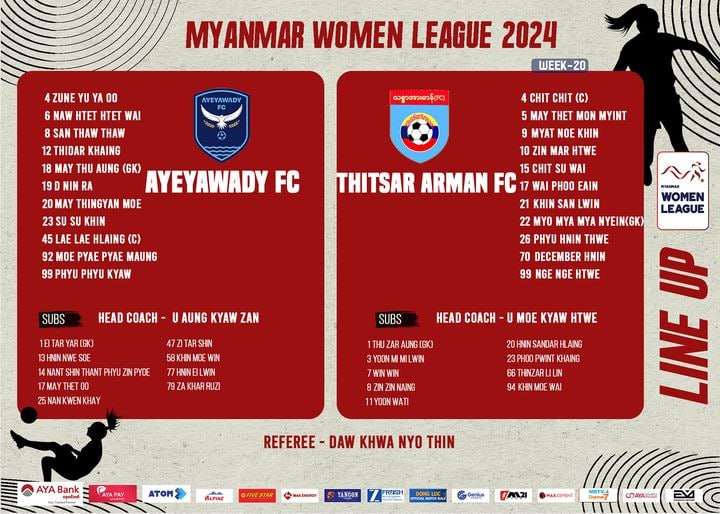 MYANMAR WOMEN LEAGUE 2024
WEEK-20
4 ZUNE YU YA OO
6 NAW HTET HTET WAI
8 SAN THAW THAW
12 THIDAR KHAING
18 MAY THU AUNG (GK)
19 D NIN RA
20 MAY THINGYAN MOE
23 SU SU KHIN
45 LAE LAE HLAING (C)
92 MOE PYAE PYAE MAUNG
99 PHYU PHYU KYAW
AYEYAWADY
FC
AYEYAWADY FC
THITSAR ARMAN FC
4 CHIT CHIT (C)
5 MAY THET MON MYINT
9 MYAT NOE KHIN
10 ZIN MAR HTWE
15 CHIT SU WAI
17 WAI PHOO EAIN
21 KHIN SAN LWIN
22 MYO MYA MYA NYEIN(GK)
26 PHYU HNIN THWE
70 DECEMBER HNIN
99 NGE NGE HTWE
MYANMAR
WOMEN
LEAGUE
LINE UP
SUBS
HEAD COACH - U AUNG KYAW ZAN
1 EI TAR YAR (GK)
13 HNIN NWE SOE
14 NANT SHIN THANT PHYU ZIN PYOE
17 MAY THET OO
25 NAN KWEN KHAY
47 ZI TAR SHIN
58 KHIN MOE WIN
77 HNIN EI LWIN
79 ZA KHAR RUZI
SUBS
HEAD COACH - U MOE KYAW HTWE
1 THU ZAR AUNG (GK)
3 YOON MI MI LWIN
7 WIN WIN
8 ZIN ZIN NAING
11 YOON WATI
20 HNIN SANDAR HLAING
23 PHOO PWINT KHAING
66 THINZAR LI LIN
94 KHIN MOE WAI
REFEREE - DAW KHWA NYO THIN
AYA Bank
AYA PAY
ATOM
FIVE STAR
MAX ENERGY
YANGON
DONG LUC
OFFICIAL MATCH BALL
Genius
MAX CEMENT